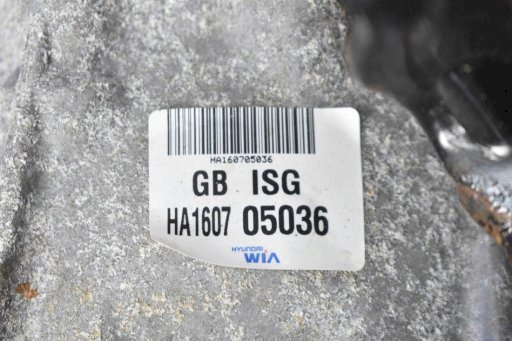 HA160705036
GB ISG
HA1607 05036
HYUNDAI
WIA